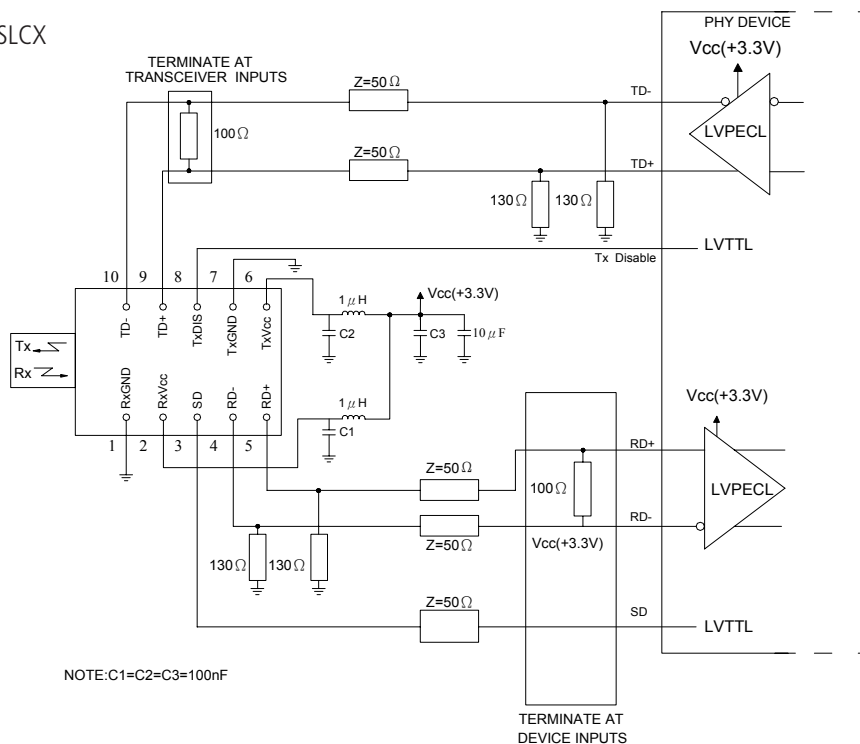 SLCX
PHY DEVICE
Vcc(+3.3V)
TERMINATE AT
TRANSCEIVER INPUTS
Z=50Ω
TD-
LVPECL
100Ω
Z=50Ω
TD+
130Ω 130Ω
LVTTL
Tx Disable
10 9 8 7 6
1μH
Vcc(+3.3V)
TD-
TD+
TxDIS
TxGND
TxVcc
C2
C3
10μF
Tx
Rx
RxGND
RxVcc
SD
RD-
RD+
1μH
C1
1 2 3 4 5
Vcc(+3.3V)
RD+
Z=50Ω
100Ω
LVPECL
RD-
Z=50Ω
Vcc(+3.3V)
130Ω 130Ω
Z=50Ω
SD
LVTTL
NOTE:C1=C2=C3=100nF
TERMINATE AT
DEVICE INPUTS